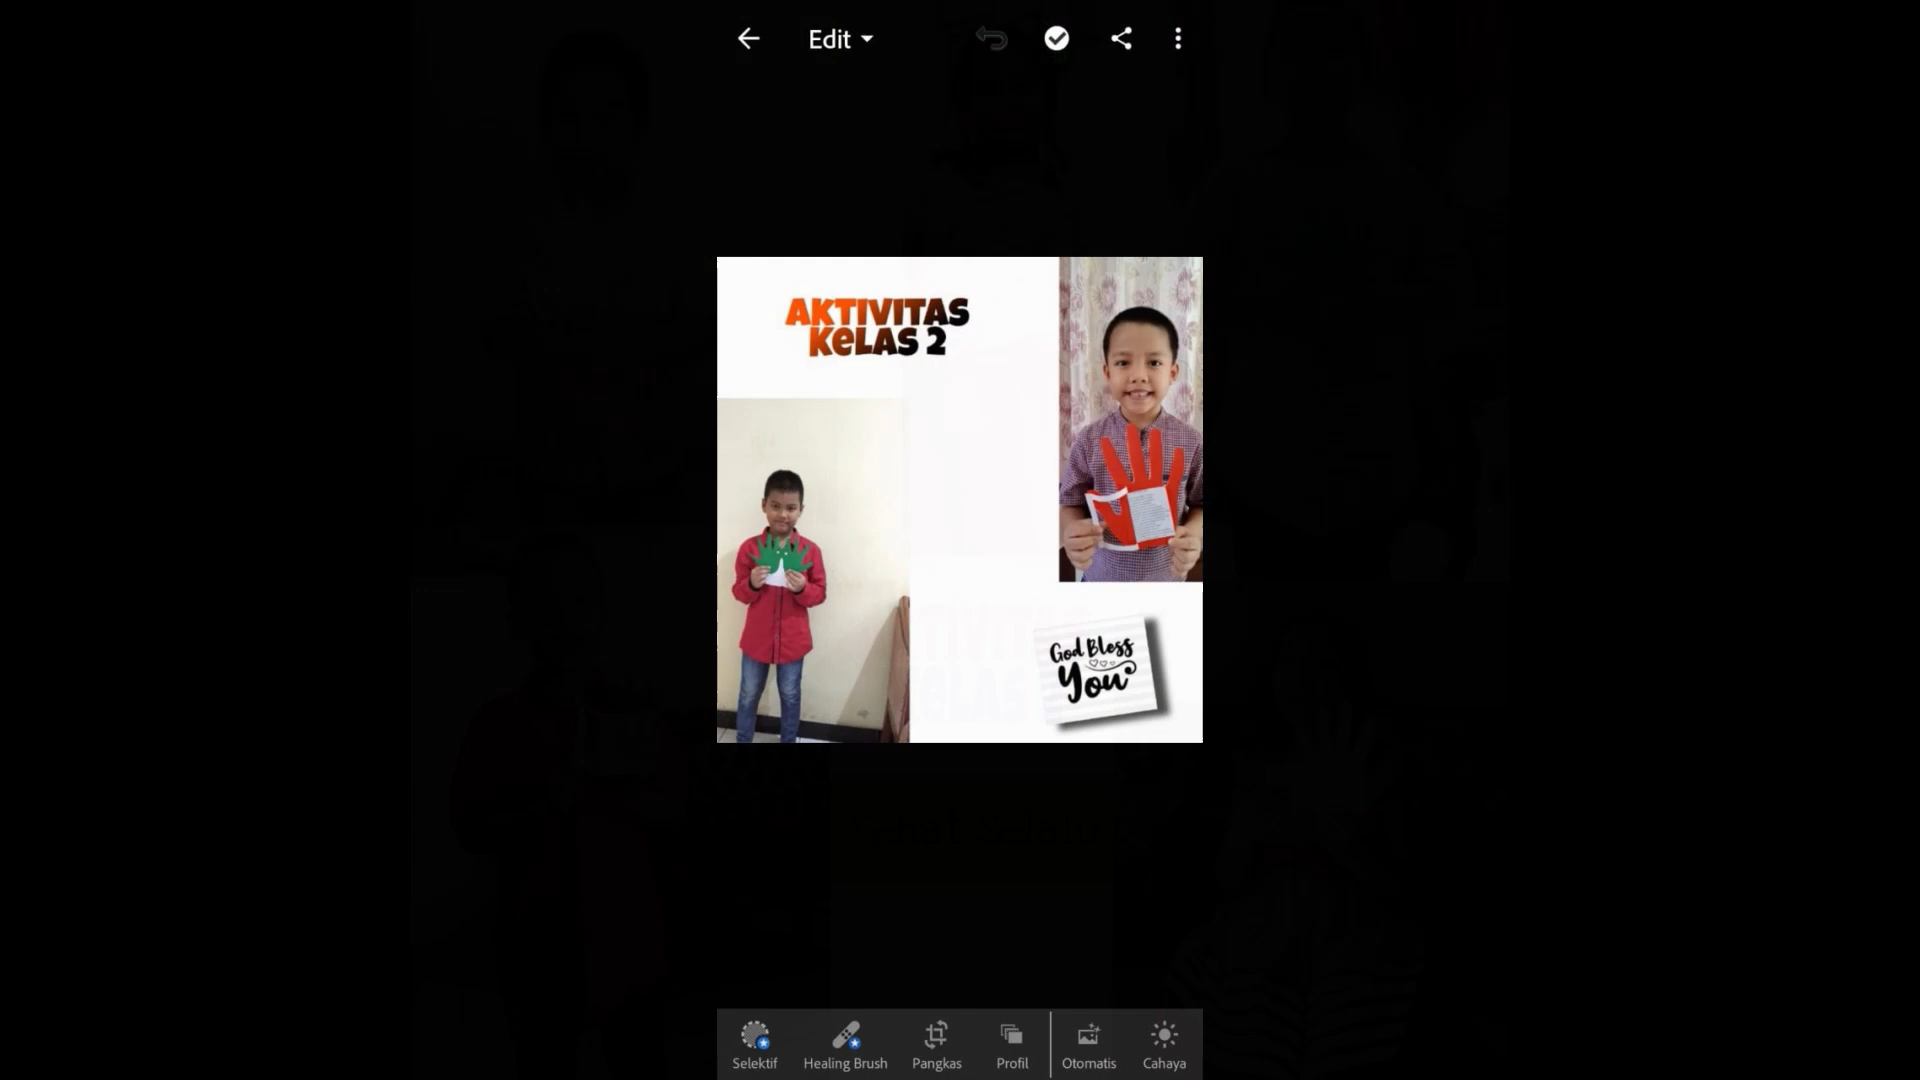 Edit
AKTIVITAS
KeLAS 2
God Bless
You
Selektif
Healing Brush
Pangkas
Profil
Otomatis
Cahaya